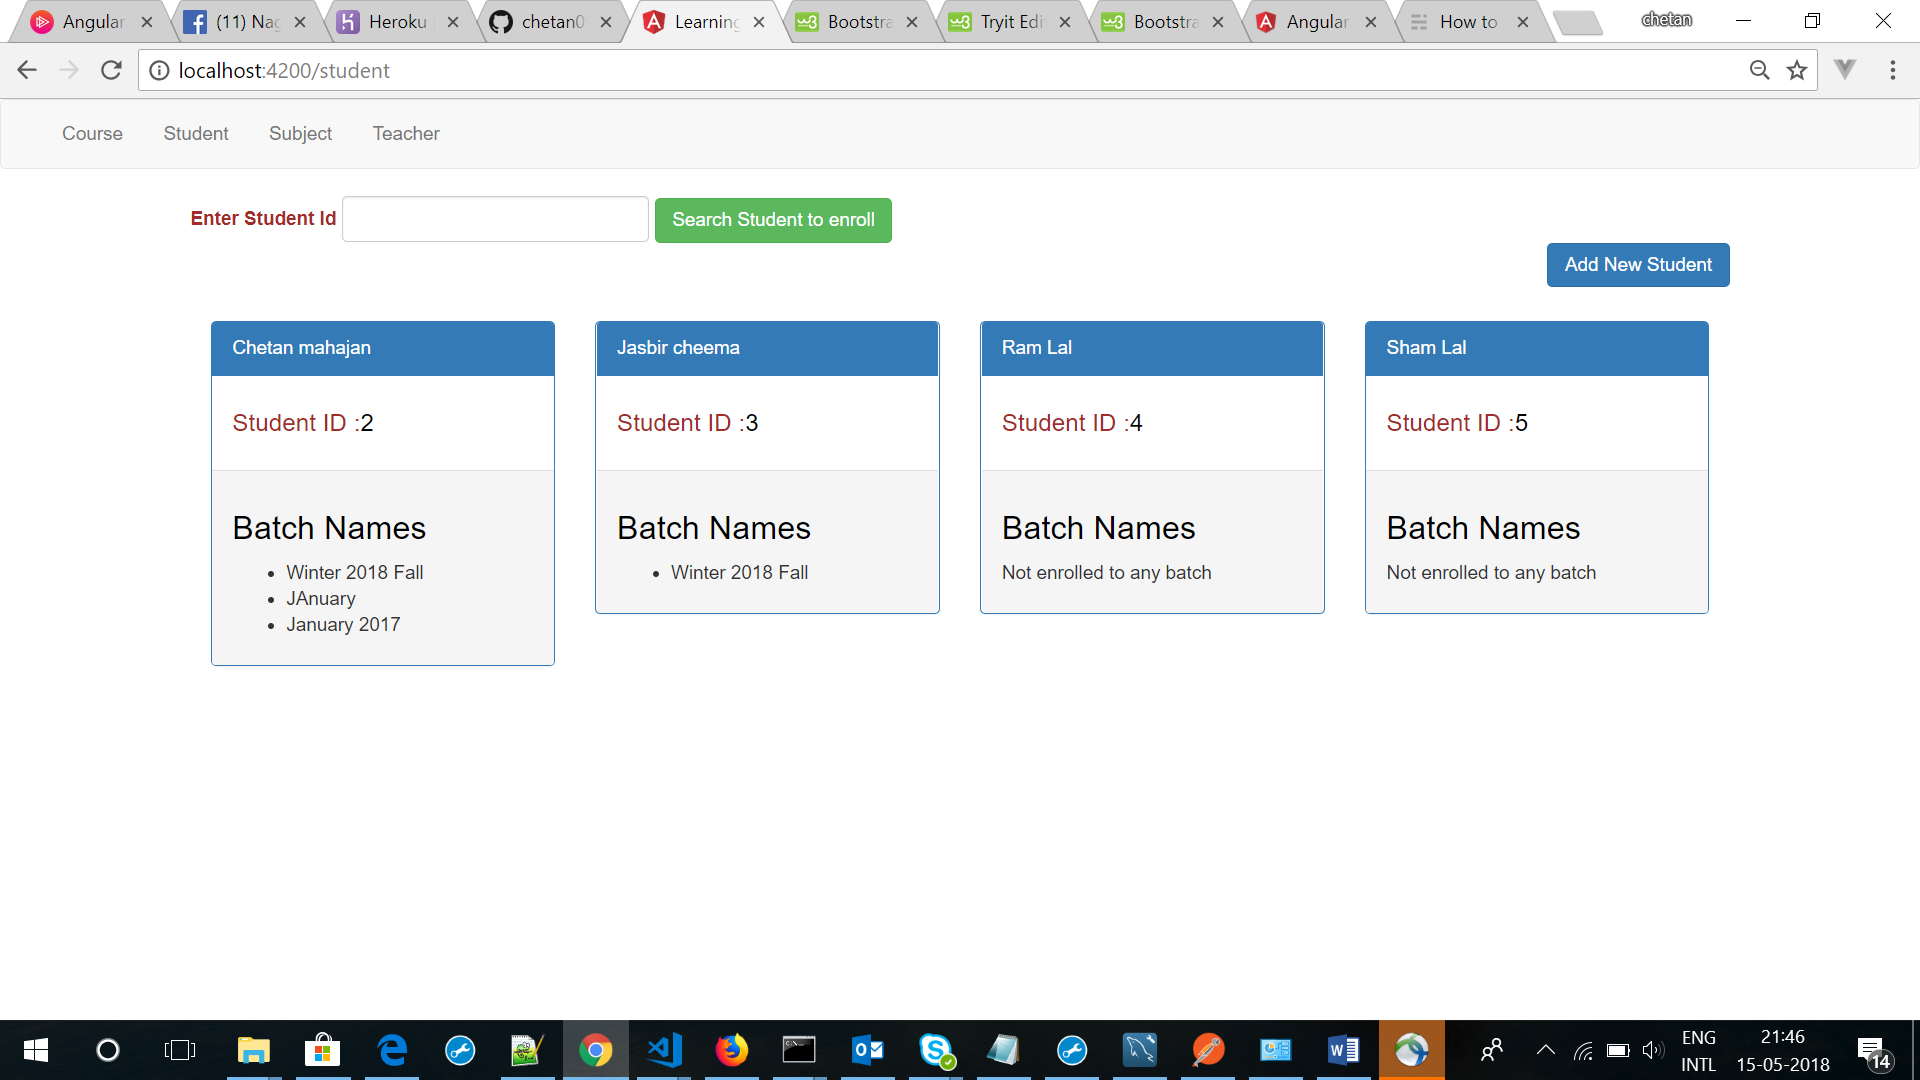 Angular (11) Nag Heroku chetan0 Learning Bootstra Tryit Edi Bootstra Angular How to chetan
localhost:4200/student
Course Student Subject Teacher
Enter Student Id Search Student to enroll
Add New Student
Chetan mahajan Jasbir cheema Ram Lal Sham Lal
Student ID :2 Student ID :3 Student ID :4 Student ID :5
Batch Names Batch Names Batch Names Batch Names
Winter 2018 Fall Winter 2018 Fall Not enrolled to any batch Not enrolled to any batch
JAnuary
January 2017
ENG 21:46
INTL 15-05-2018 14